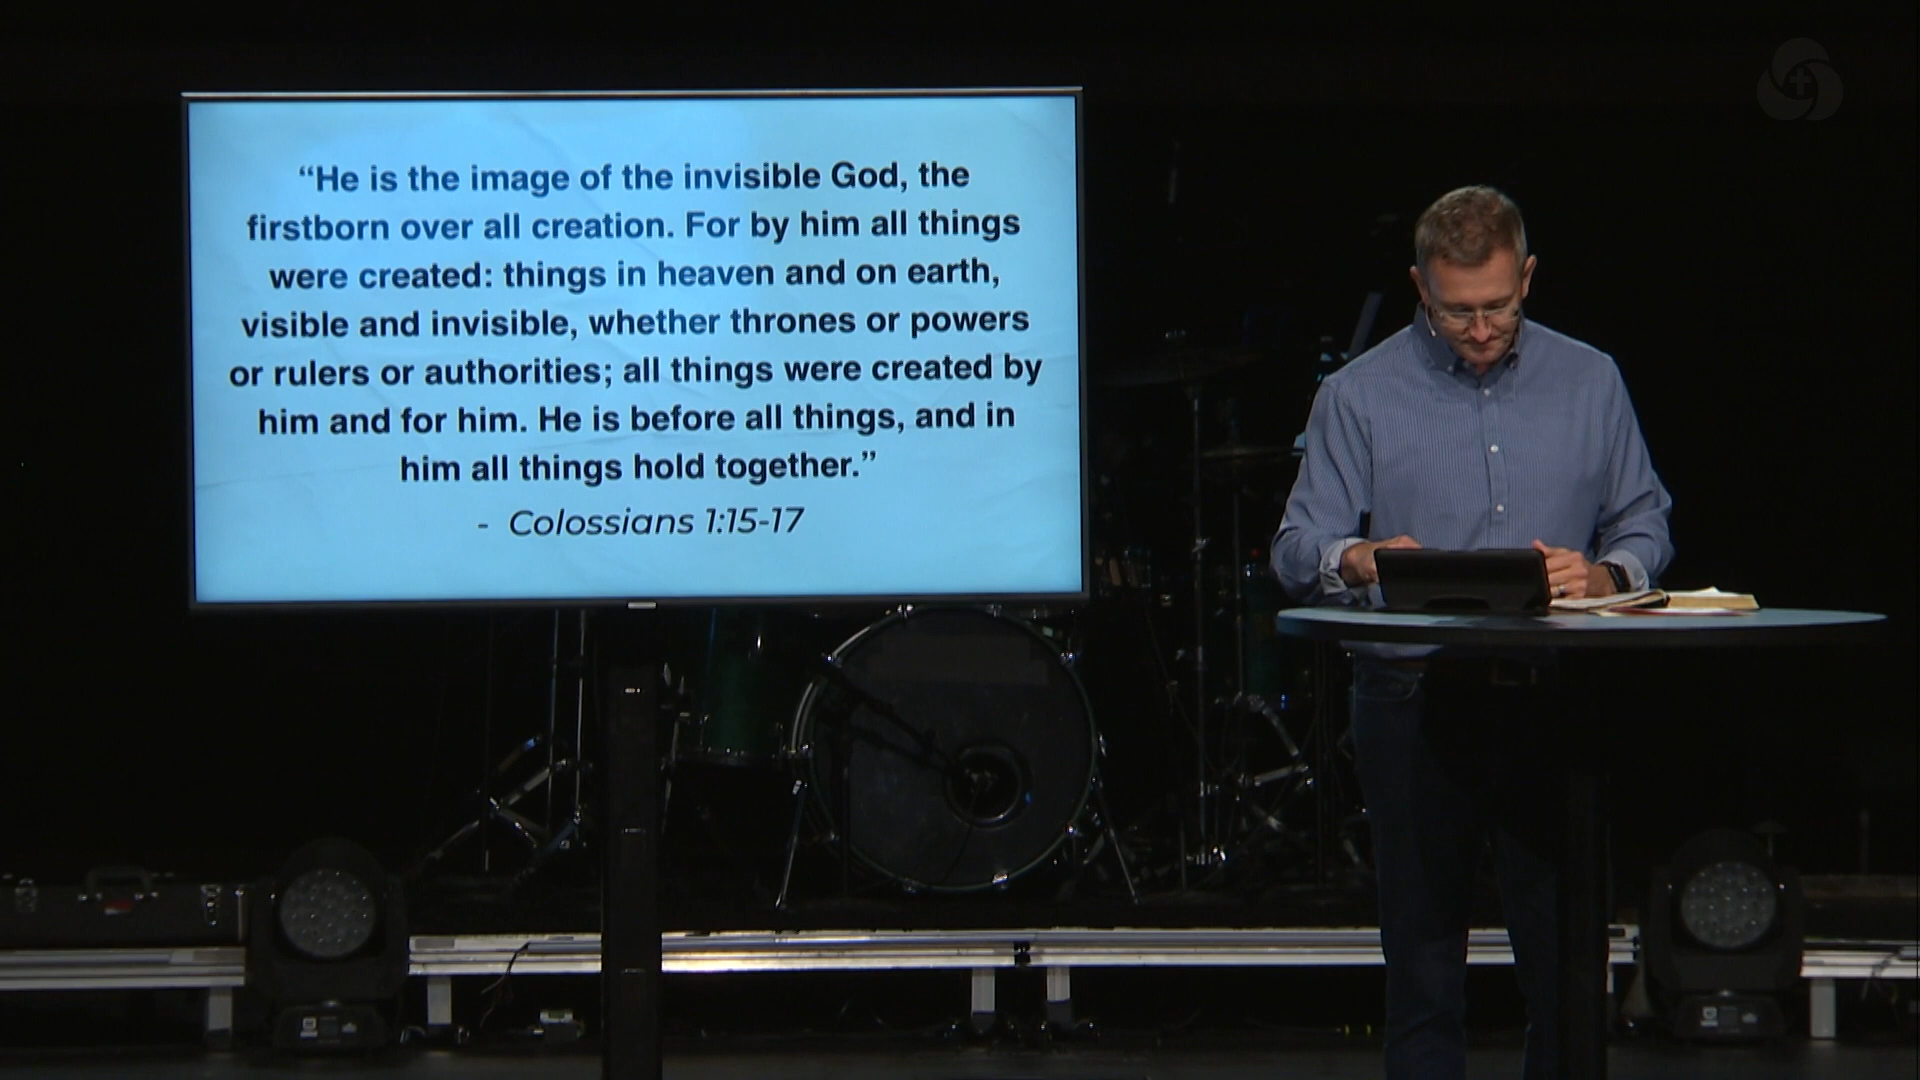 “He is the image of the invisible God, the
firstborn over all creation. For by him all things
were created: things in heaven and on earth,
visible and invisible, whether thrones or powers
or rulers or authorities; all things were created by
him and for him. He is before all things, and in
him all things hold together.”
- Colossians 1:15-17